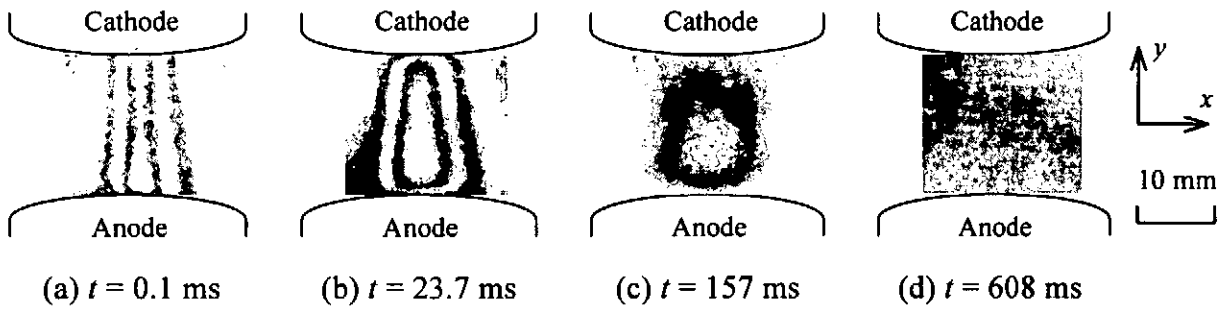 Cathode Cathode Cathode Cathode
y
x
10 mm
Anode Anode Anode Anode
(a) t = 0.1 ms (b) t = 23.7 ms (c) t = 157 ms (d) t = 608 ms